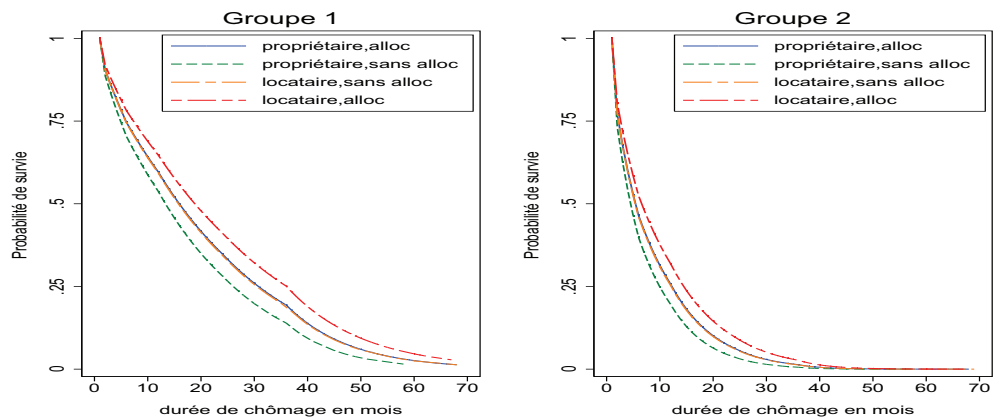 Groupe 1
propriétaire,alloc
propriétaire,sans alloc
locataire,sans alloc
locataire,alloc
Probabilité de survie
1
.75
.5
.25
0
0 10 20 30 40 50 60 70
durée de chômage en mois
Groupe 2
propriétaire,alloc
propriétaire,sans alloc
locataire,sans alloc
locataire,alloc
Probabilité de survie
1
.75
.5
.25
0
0 10 20 30 40 50 60 70
durée de chômage en mois